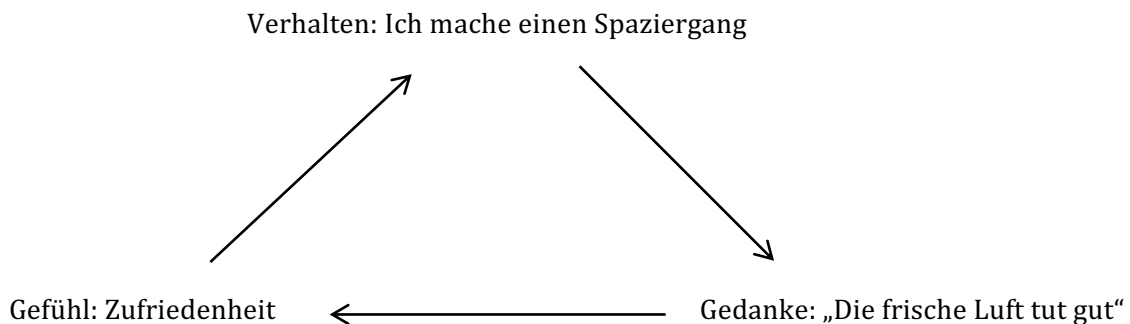 Verhalten: Ich mache einen Spaziergang
Gefühl: Zufriedenheit
Gedanke: „Die frische Luft tut gut“